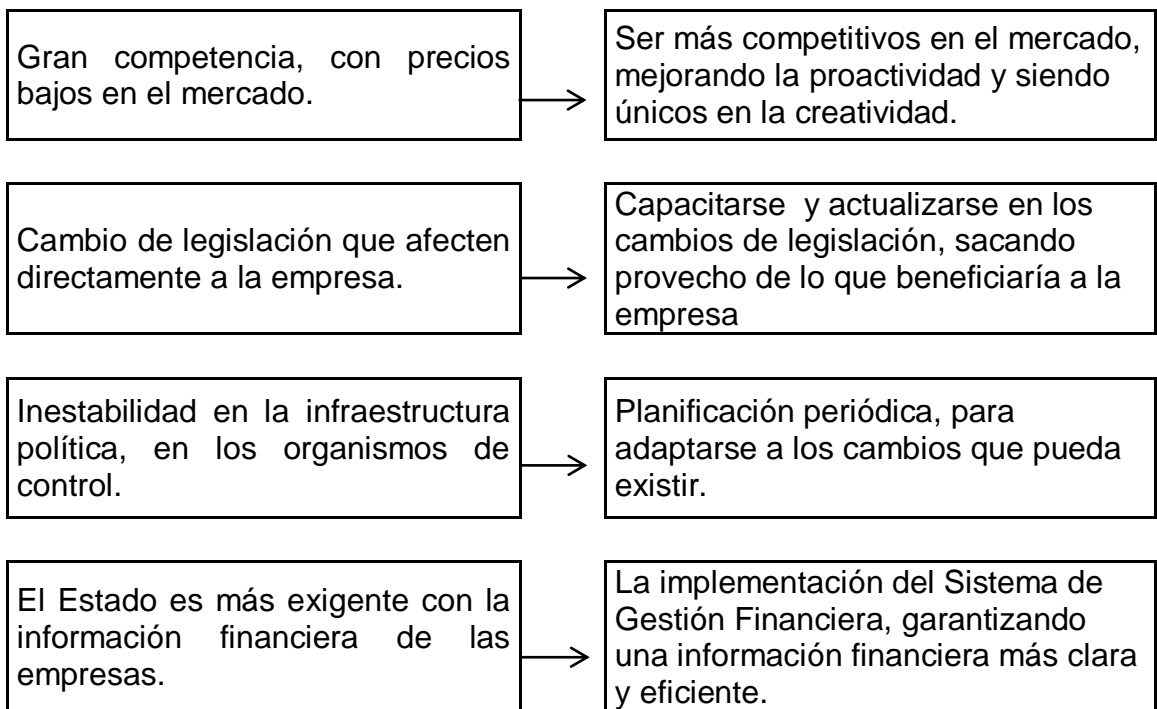 Gran competencia, con precios
bajos en el mercado.
Ser más competitivos en el mercado,
mejorando la proactividad y siendo
únicos en la creatividad.
Cambio de legislación que afecten
directamente a la empresa.
Capacitarse  y actualizarse en los
cambios de legislación, sacando
provecho de lo que beneficiaría a la
empresa
Inestabilidad en la infraestructura
política, en los organismos de
control.
Planificación periódica, para
adaptarse a los cambios que pueda
existir.
El Estado es más exigente con la
información financiera de las
empresas.
La implementación del Sistema de
Gestión Financiera, garantizando
una información financiera más clara
y eficiente.